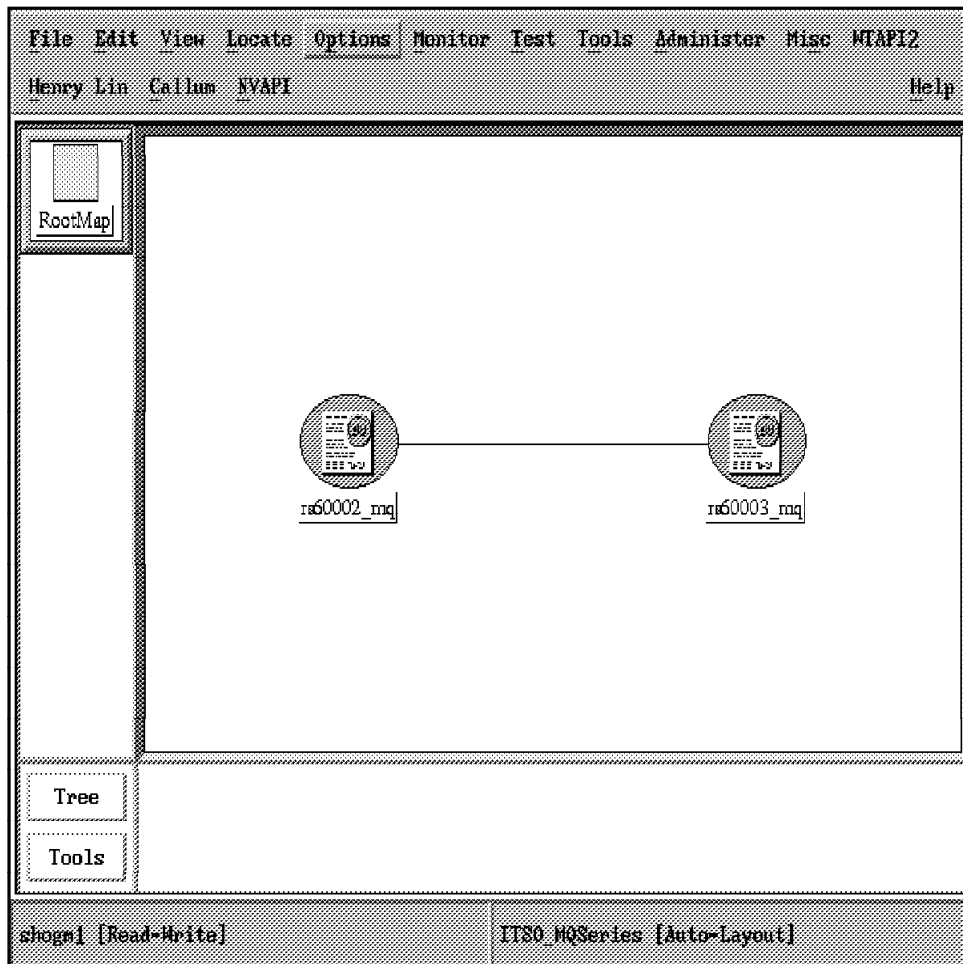 File Edit View Locate Options Monitor Test Tools Administer Misc WTAPI2
Henry Lin Callum NVAPI Help
RootMap
rs60002_mq rs60003_mq
Tree
Tools
shogm1 [Read-Write] ITSO_MQSeries [Auto-Layout]